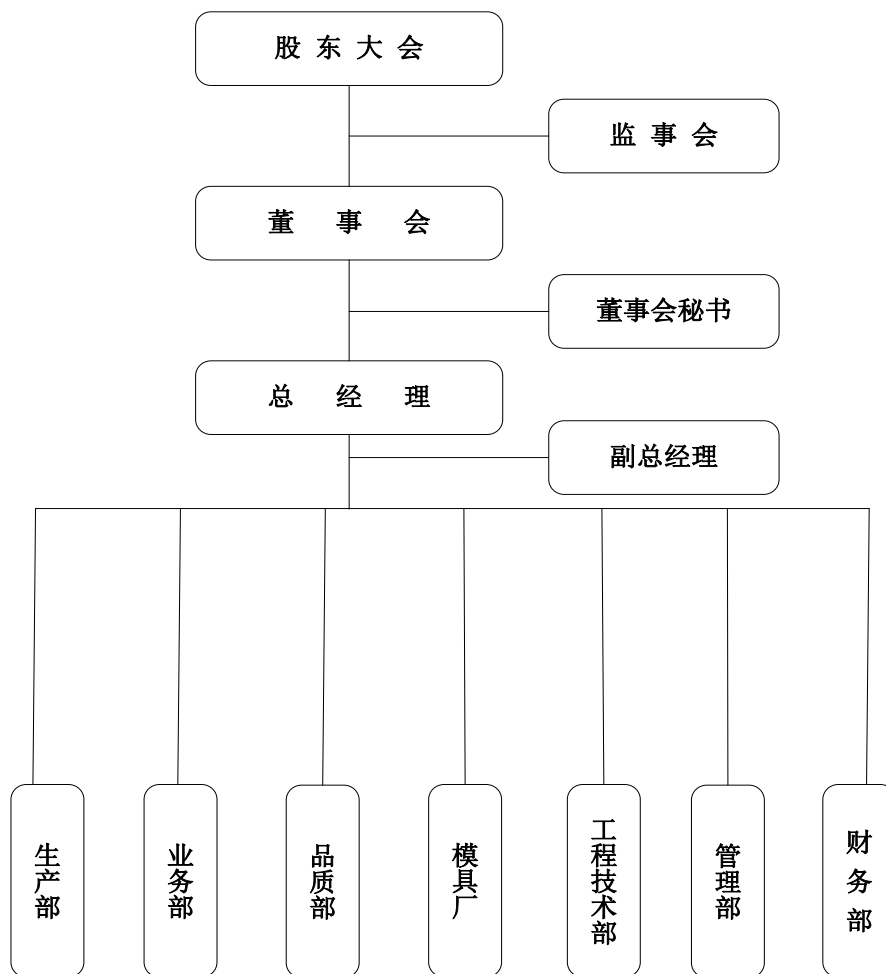 股东大会
监事会
董事会
董事会秘书
总经理
副总经理
生产部
业务部
品质部
模具厂
工程技术部
管理部
财务部